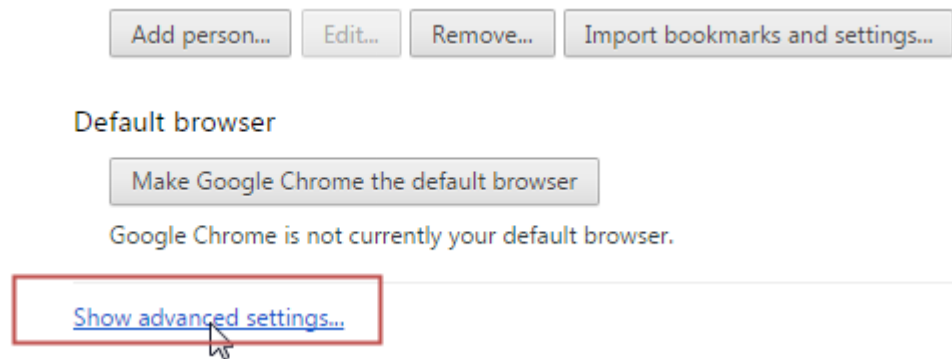 Add person... Edit... Remove... Import bookmarks and settings...
Default browser
Make Google Chrome the default browser
Google Chrome is not currently your default browser.
Show advanced settings...